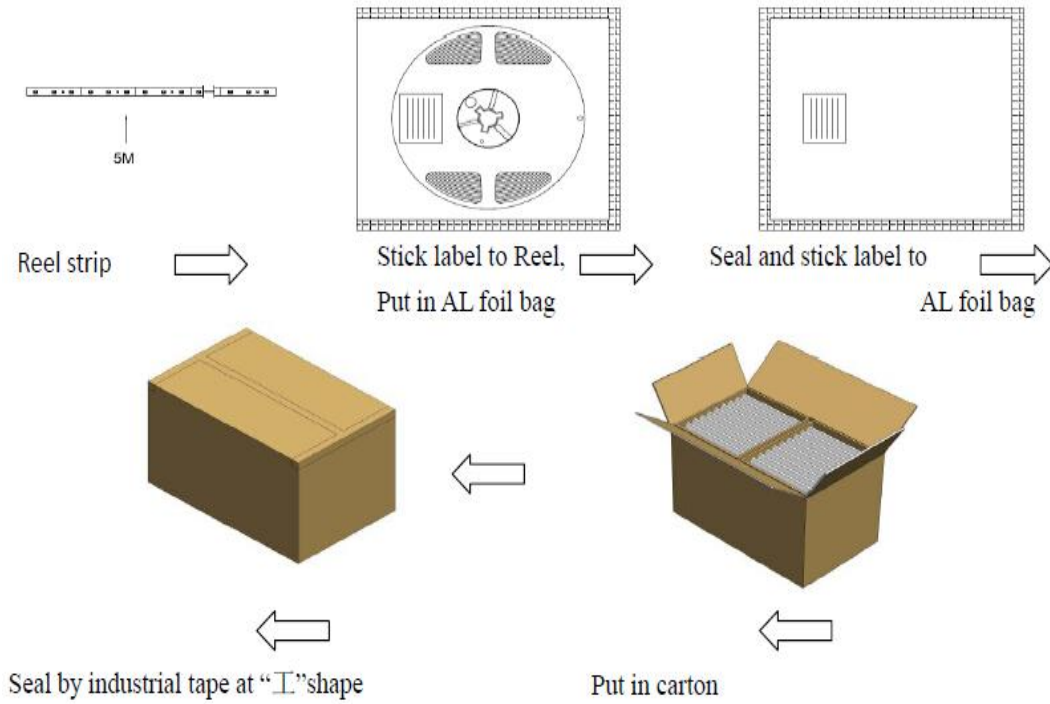 5M
Reel strip
Stick label to Reel,
Put in AL foil bag
Seal and stick label to
AL foil bag
Put in carton
Seal by industrial tape at “工”shape